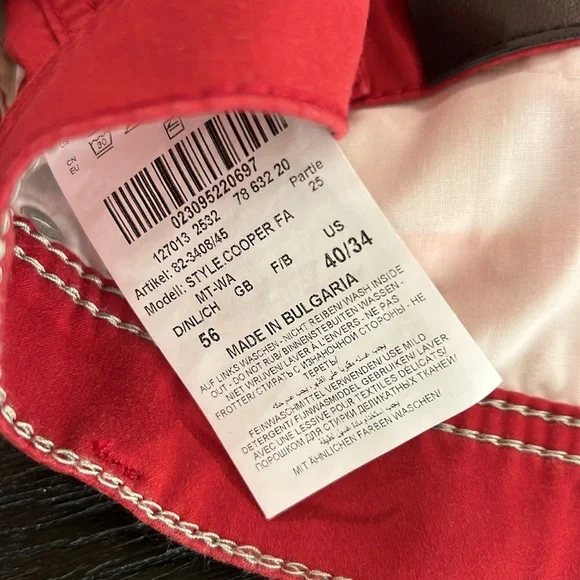 CN
EU
30
023095220697
127013 2532 78 632 20
Artikel: 82-3408/45 Partie
Modell: STYLE.COOPER FA 25
MT-WA
D/NL/CH GB F/B US
56 40/34
MADE IN BULGARIA
AUF LINKS WASCHEN - NICHT REIBEN/WASH INSIDE
OUT - DO NOT RUB/ BINNENSTEBUITEN WASSEN -
NIET WRIJVEN/ LAVER À L'ENVERS - NE PAS
FROTTER/ СТИРАТЬ С ИЗНАНОЧНОЙ СТОРОНЫ - НЕ
ТЕРЕТЬ/
FEINWASCHMITTEL VERWENDEN/ USE MILD
DETERGENT/ FIJNWASMIDDEL GEBRUIKEN/ LAVER
AVEC UNE LESSIVE POUR TEXTILES DELICATS/
ПОРОШКОМ ДЛЯ СТИРКИ ДЕЛИКАТНЫХ ТКАНЕЙ/
MIT ÄHNLICHEN FARBEN WASCHEN/